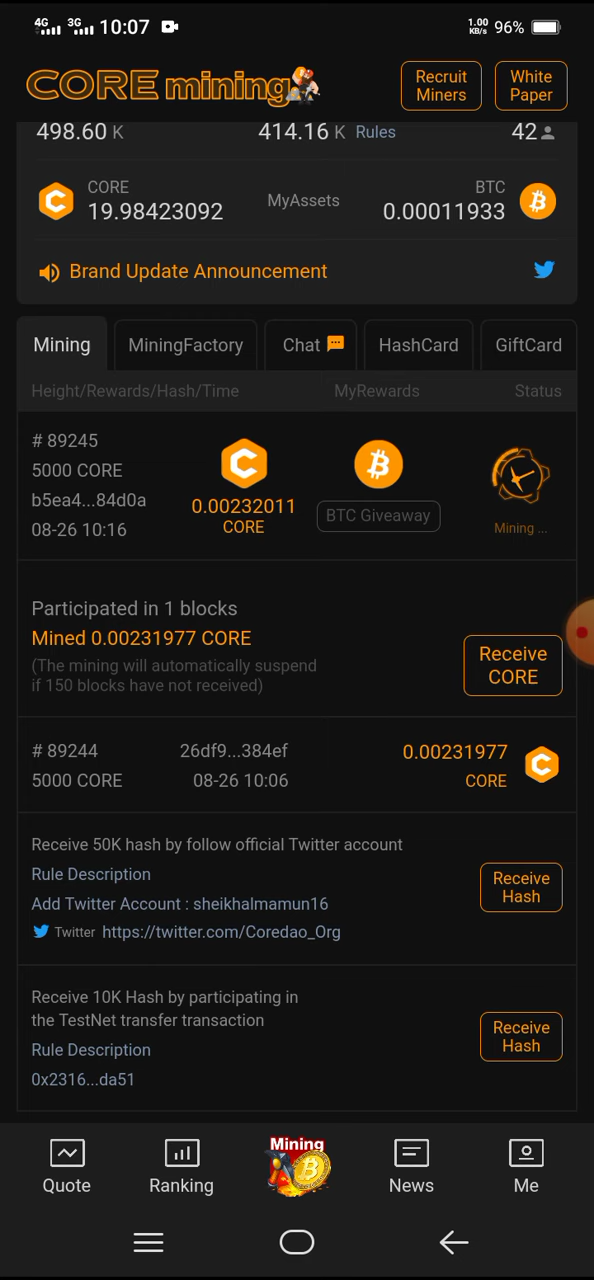 4G 3G 10:07 1.00 KB/s 96%
CORE mining Recruit Miners White Paper
498.60 K 414.16 K Rules 42
CORE BTC
19.98423092 MyAssets 0.00011933
Brand Update Announcement
Mining MiningFactory Chat HashCard GiftCard
Height/Rewards/Hash/Time MyRewards Status
# 89245
5000 CORE
b5ea4...84d0a 0.00232011 BTC Giveaway
08-26 10:16 CORE Mining ...
Participated in 1 blocks
Mined 0.00231977 CORE
(The mining will automatically suspend
if 150 blocks have not received)
Receive
CORE
# 89244 26df9...384ef 0.00231977
5000 CORE 08-26 10:06 CORE
Receive 50K hash by follow official Twitter account
Rule Description
Add Twitter Account : sheikhalmamun16
Twitter https://twitter.com/Coredao_Org
Receive
Hash
Receive 10K Hash by participating in
the TestNet transfer transaction
Rule Description
0x2316...da51
Receive
Hash
Mining
Quote Ranking News Me